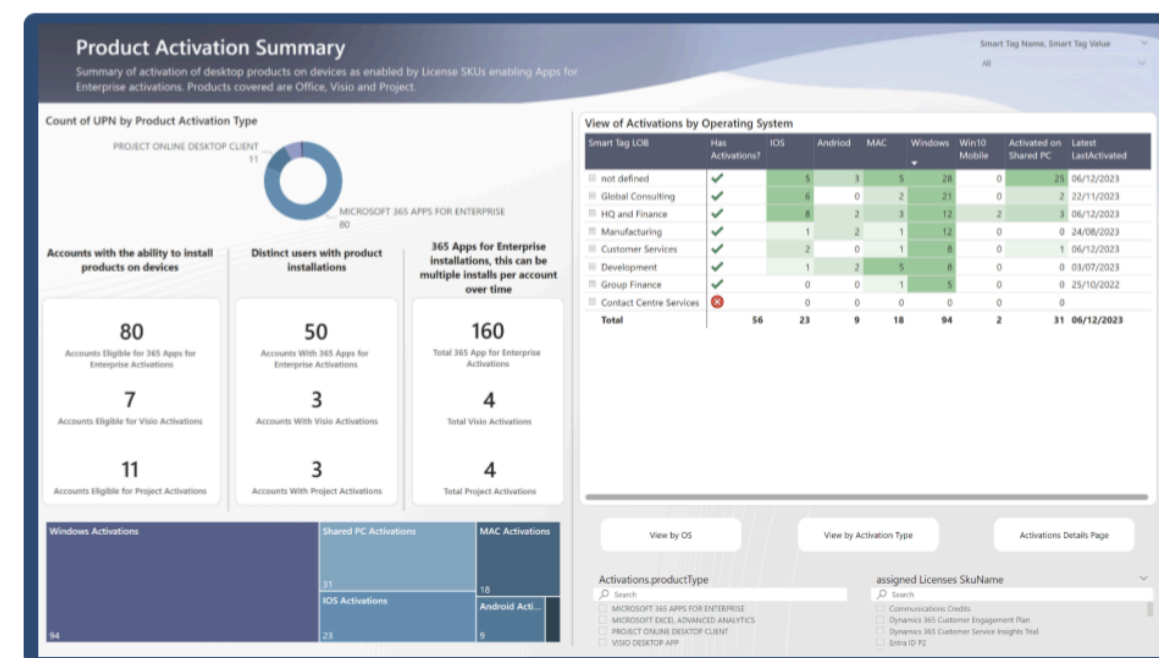 Product Activation Summary
Summary of activation of desktop products on devices as enabled by License SKUs enabling Apps for
Enterprise activations. Products covered are Office, Visio and Project.
Smart Tag Name, Smart Tag Value
All
Count of UPN by Product Activation Type
PROJECT ONLINE DESKTOP CLIENT
11
MICROSOFT 365 APPS FOR ENTERPRISE
80
Accounts with the ability to install
products on devices
80
Accounts Eligible for 365 Apps for
Enterprise Activations
7
Accounts Eligible for Visio Activations
11
Accounts Eligible for Project Activations
Distinct users with product
installations
50
Accounts With 365 Apps for
Enterprise Activations
3
Accounts With Visio Activations
3
Accounts With Project Activations
365 Apps for Enterprise
installations, this can be
multiple installs per account
over time
160
Total 365 App for Enterprise
Activations
4
Total Visio Activations
4
Total Project Activations
Windows Activations
94
Shared PC Activations
31
IOS Activations
23
MAC Activations
18
Android Acti...
9
View of Activations by Operating System
Smart Tag LOB Has Activations? IOS Andriod MAC Windows Win10 Mobile Activated on Shared PC Latest LastActivated
not defined 5 3 5 28 0 25 06/12/2023
Global Consulting 6 0 2 21 0 2 22/11/2023
HQ and Finance 8 2 3 12 2 3 06/12/2023
Manufacturing 1 2 1 12 0 0 24/08/2023
Customer Services 2 0 1 8 0 1 06/12/2023
Development 1 2 5 8 0 0 03/07/2023
Group Finance 0 0 1 5 0 0 25/10/2022
Contact Centre Services 0 0 0 0 0 0
Total 56 23 9 18 94 2 31 06/12/2023
View by OS
View by Activation Type
Activations Details Page
Activations.productType
Search
MICROSOFT 365 APPS FOR ENTERPRISE
MICROSOFT EXCEL ADVANCED ANALYTICS
PROJECT ONLINE DESKTOP CLIENT
VISIO DESKTOP APP
assigned Licenses SkuName
Search
Communications Credits
Dynamics 365 Customer Engagement Plan
Dynamics 365 Customer Service Insights Trial
Entra ID P2